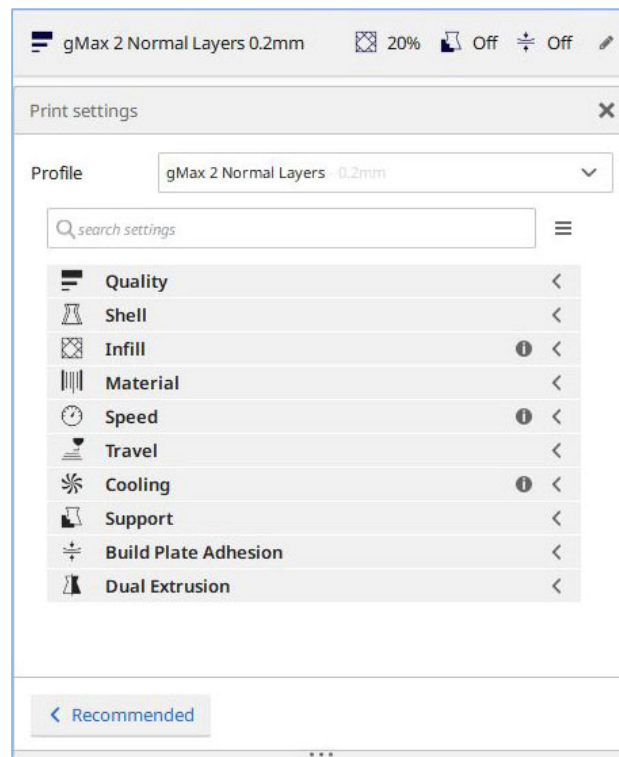 gMax 2 Normal Layers 0.2mm 20% Off Off
Print settings
Profile gMax 2 Normal Layers 0.2mm
search settings
Quality
Shell
Infill
Material
Speed
Travel
Cooling
Support
Build Plate Adhesion
Dual Extrusion
Recommended